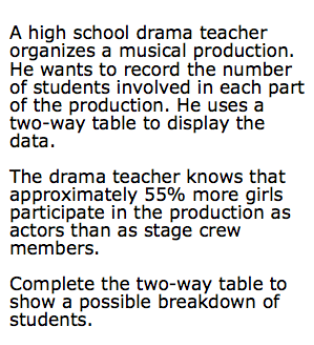 A high school drama teacher
organizes a musical production.
He wants to record the number
of students involved in each part
of the production. He uses a
two-way table to display the
data.
The drama teacher knows that
approximately 55% more girls
participate in the production as
actors than as stage crew
members.
Complete the two-way table to
show a possible breakdown of
students.